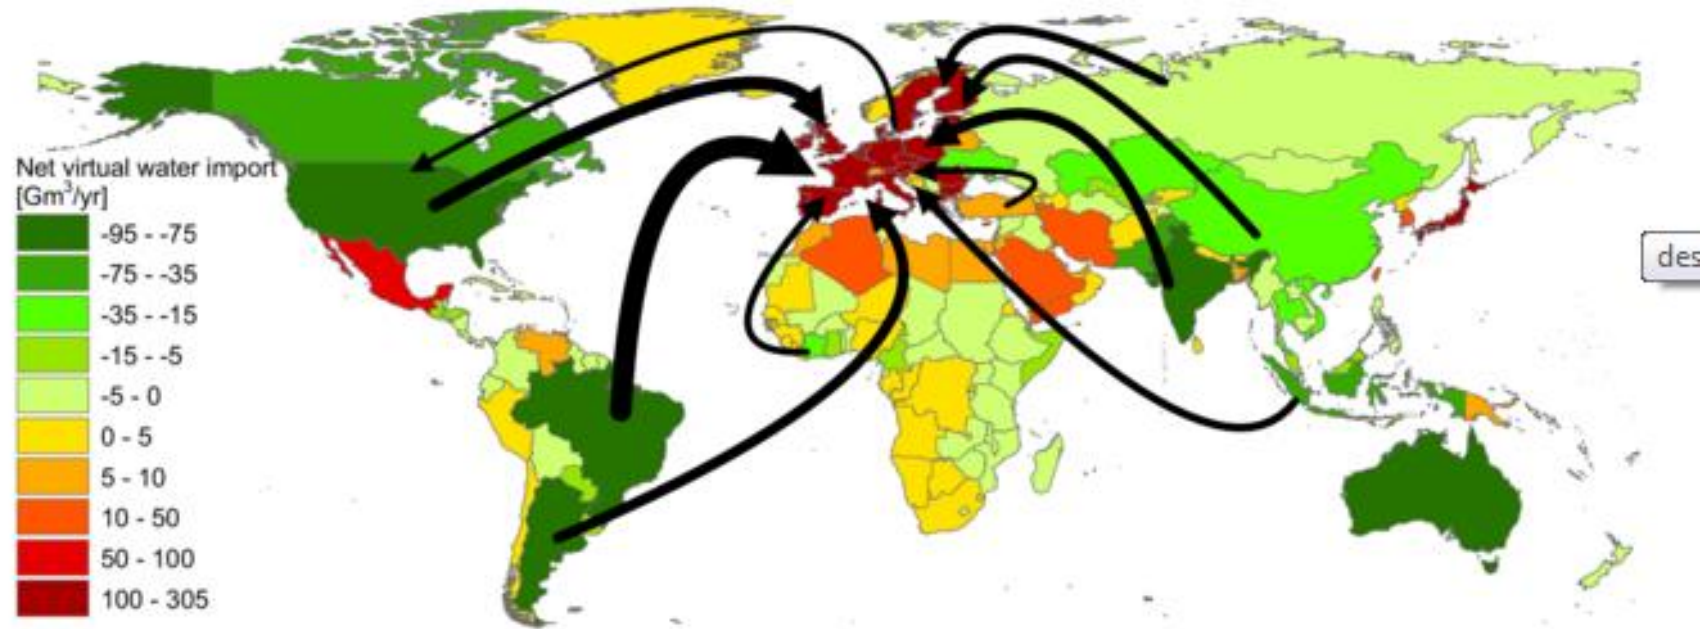 Net virtual water import
[Gm³/yr]
-95 - -75
-75 - -35
-35 - -15
-15 - -5
-5 - 0
0 - 5
5 - 10
10 - 50
50 - 100
100 - 305
des